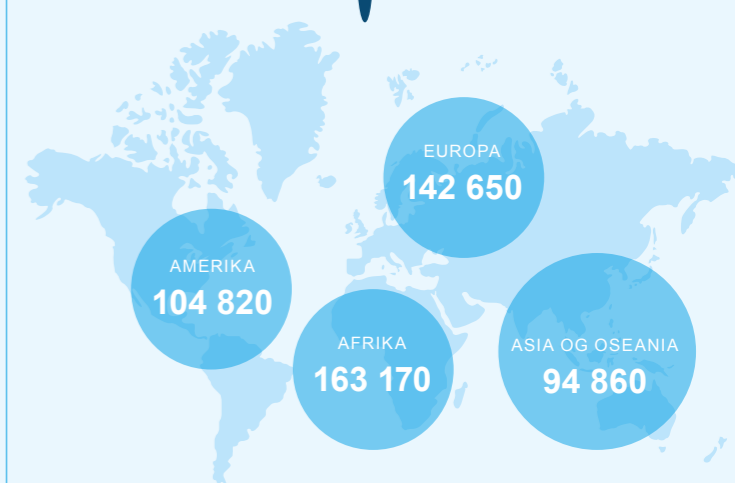 EUROPA
142 650
AMERIKA
104 820
AFRIKA
163 170
ASIA OG OSEANIA
94 860